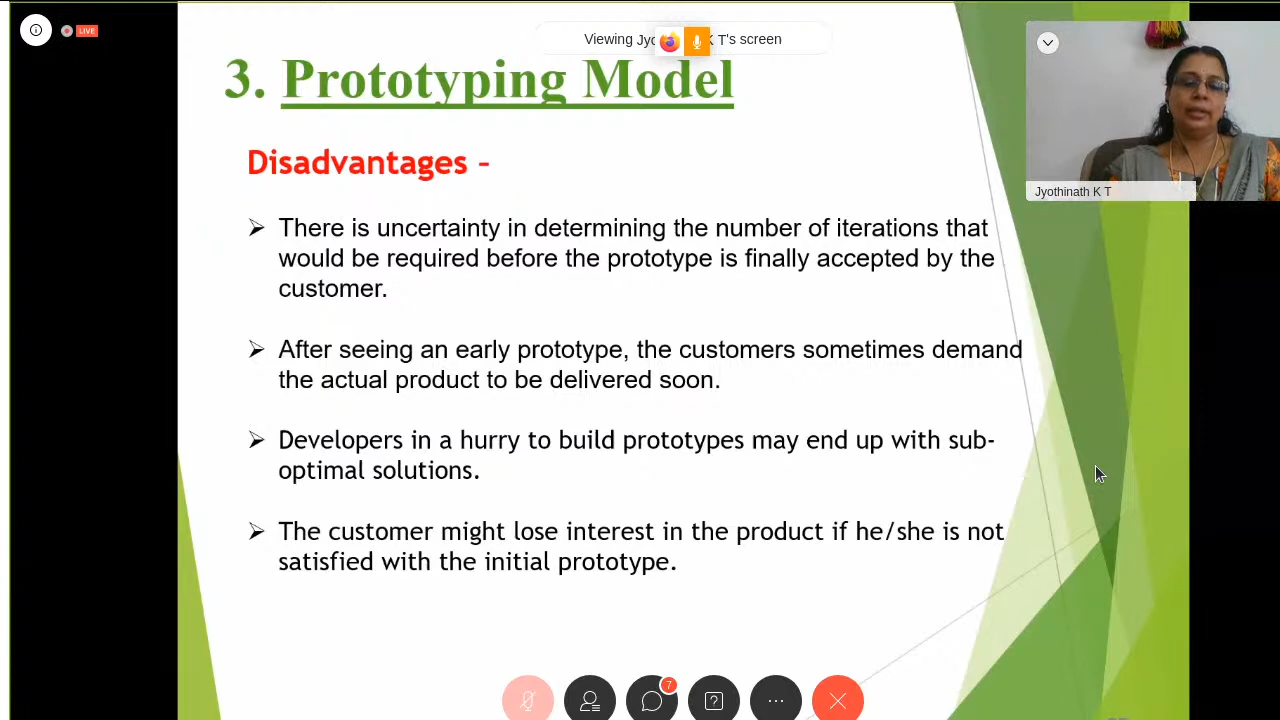 LIVE
Viewing Jyo K T's screen
3. Prototyping Model
Jyothinath K T
Disadvantages –
➢ There is uncertainty in determining the number of iterations that
would be required before the prototype is finally accepted by the
customer.
➢ After seeing an early prototype, the customers sometimes demand
the actual product to be delivered soon.
➢ Developers in a hurry to build prototypes may end up with sub-
optimal solutions.
➢ The customer might lose interest in the product if he/she is not
satisfied with the initial prototype.
7